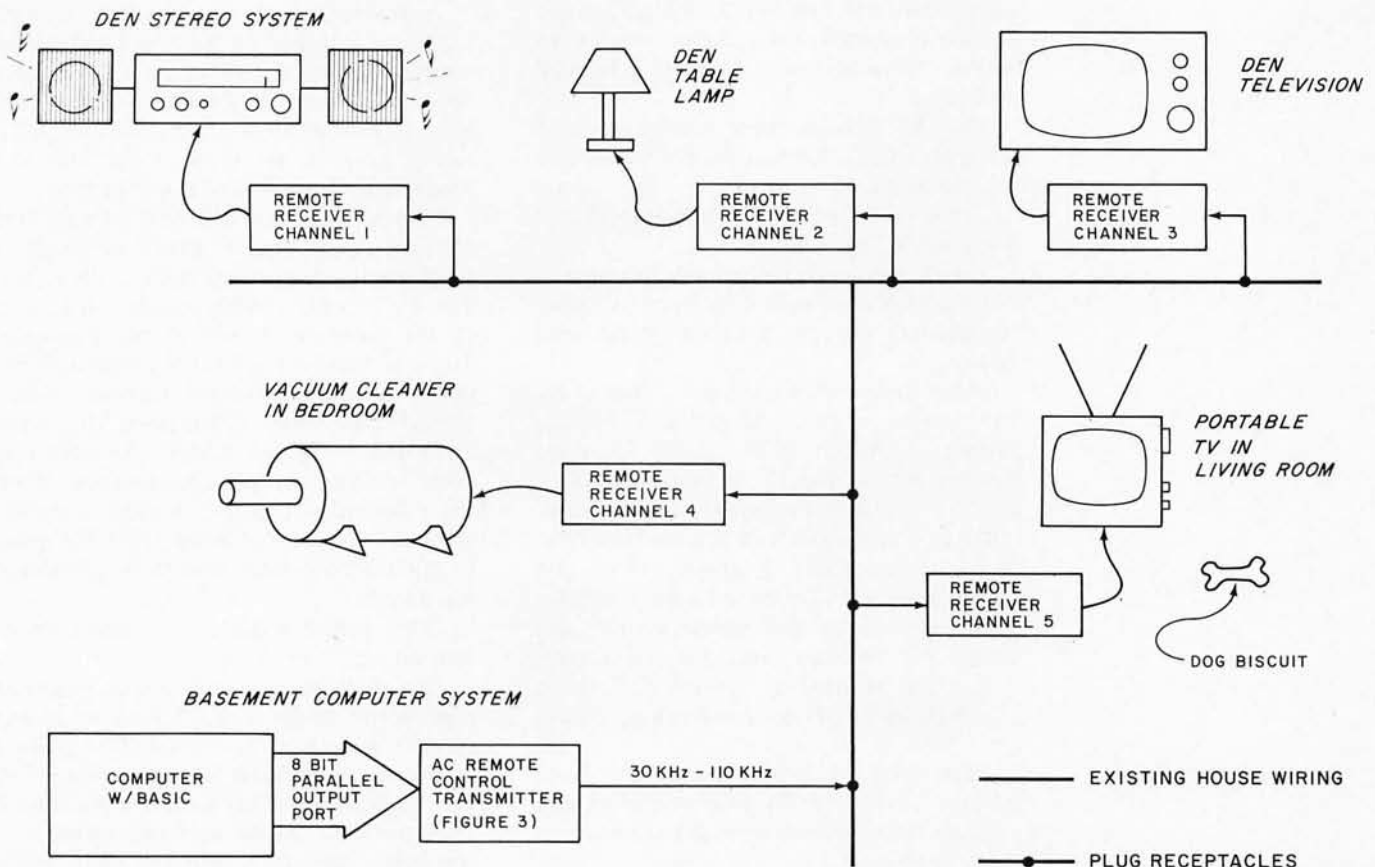 DEN STEREO SYSTEM
DEN
TABLE
LAMP
DEN
TELEVISION
REMOTE
RECEIVER
CHANNEL 1
REMOTE
RECEIVER
CHANNEL 2
REMOTE
RECEIVER
CHANNEL 3
VACUUM CLEANER
IN BEDROOM
REMOTE
RECEIVER
CHANNEL 4
PORTABLE
TV IN
LIVING ROOM
REMOTE
RECEIVER
CHANNEL 5
DOG BISCUIT
BASEMENT COMPUTER SYSTEM
COMPUTER
W/BASIC
8 BIT
PARALLEL
OUTPUT
PORT
AC REMOTE
CONTROL
TRANSMITTER
(FIGURE 3)
30 KHz - 110 KHz
EXISTING HOUSE WIRING
PLUG RECEPTACLES